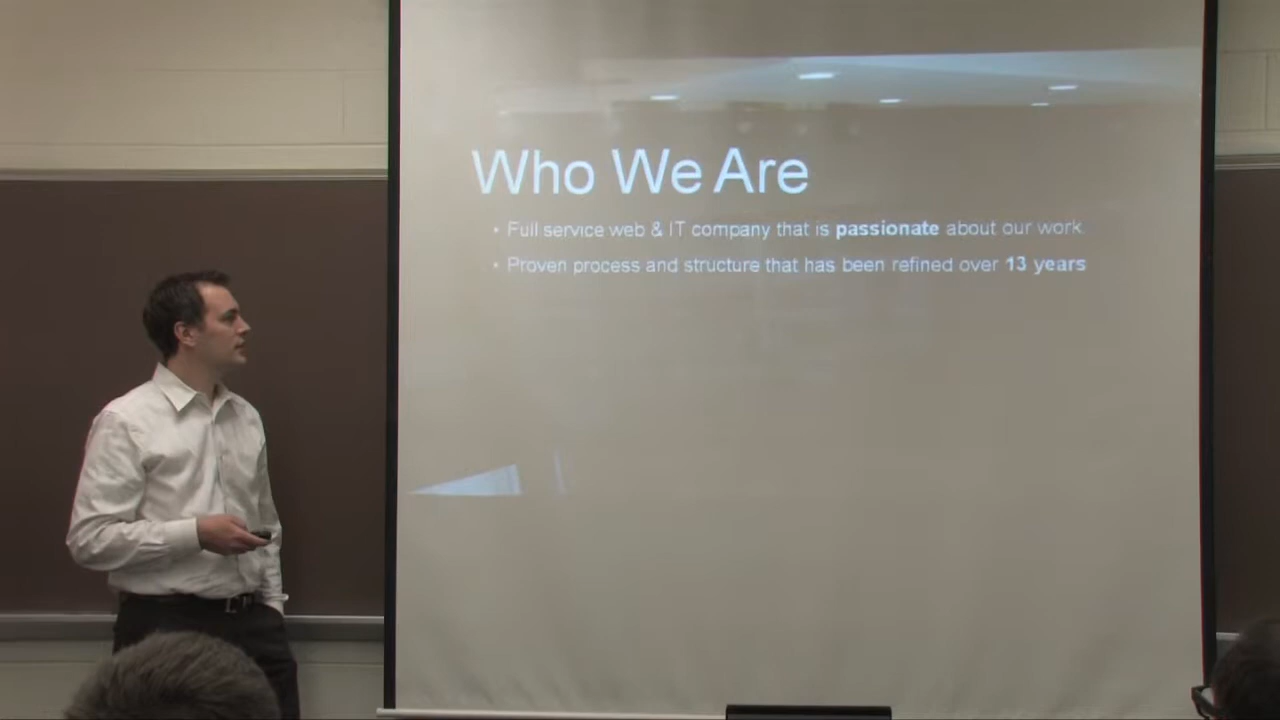 Who We Are
• Full service web & IT company that is passionate about our work
• Proven process and structure that has been refined over 13 years